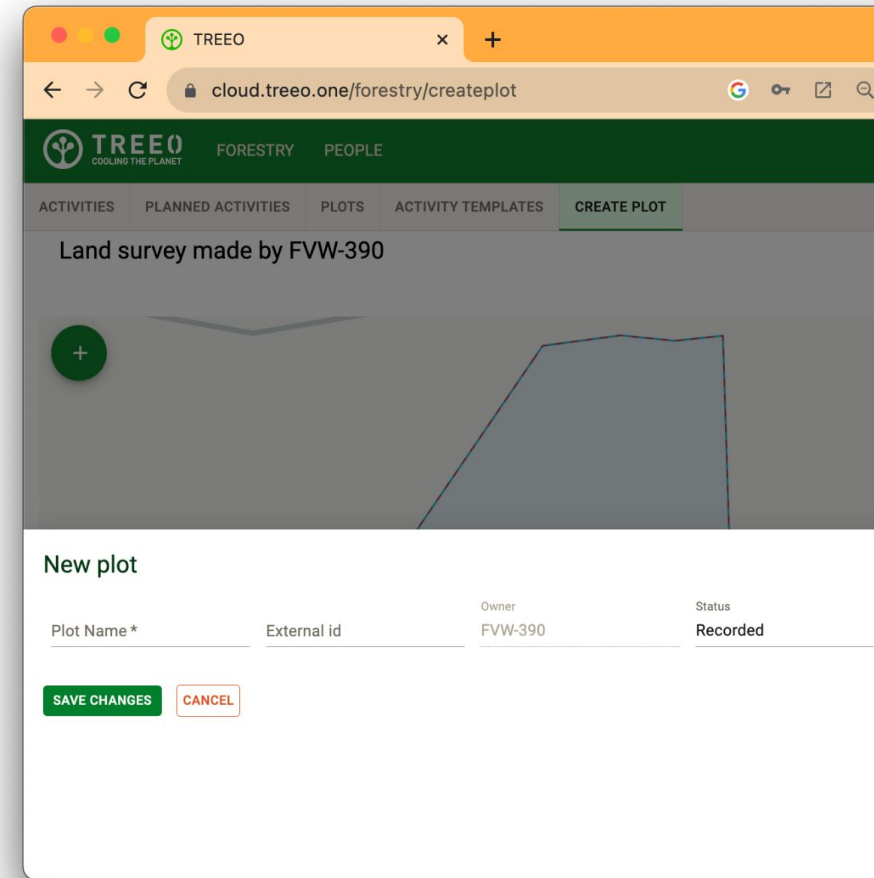 TREEO
cloud.treeo.one/forestry/createplot
TREEO
COOLING THE PLANET
FORESTRY PEOPLE
ACTIVITIES PLANNED ACTIVITIES PLOTS ACTIVITY TEMPLATES CREATE PLOT
Land survey made by FVW-390
New plot
Plot Name * External id Owner FVW-390 Status Recorded
SAVE CHANGES CANCEL